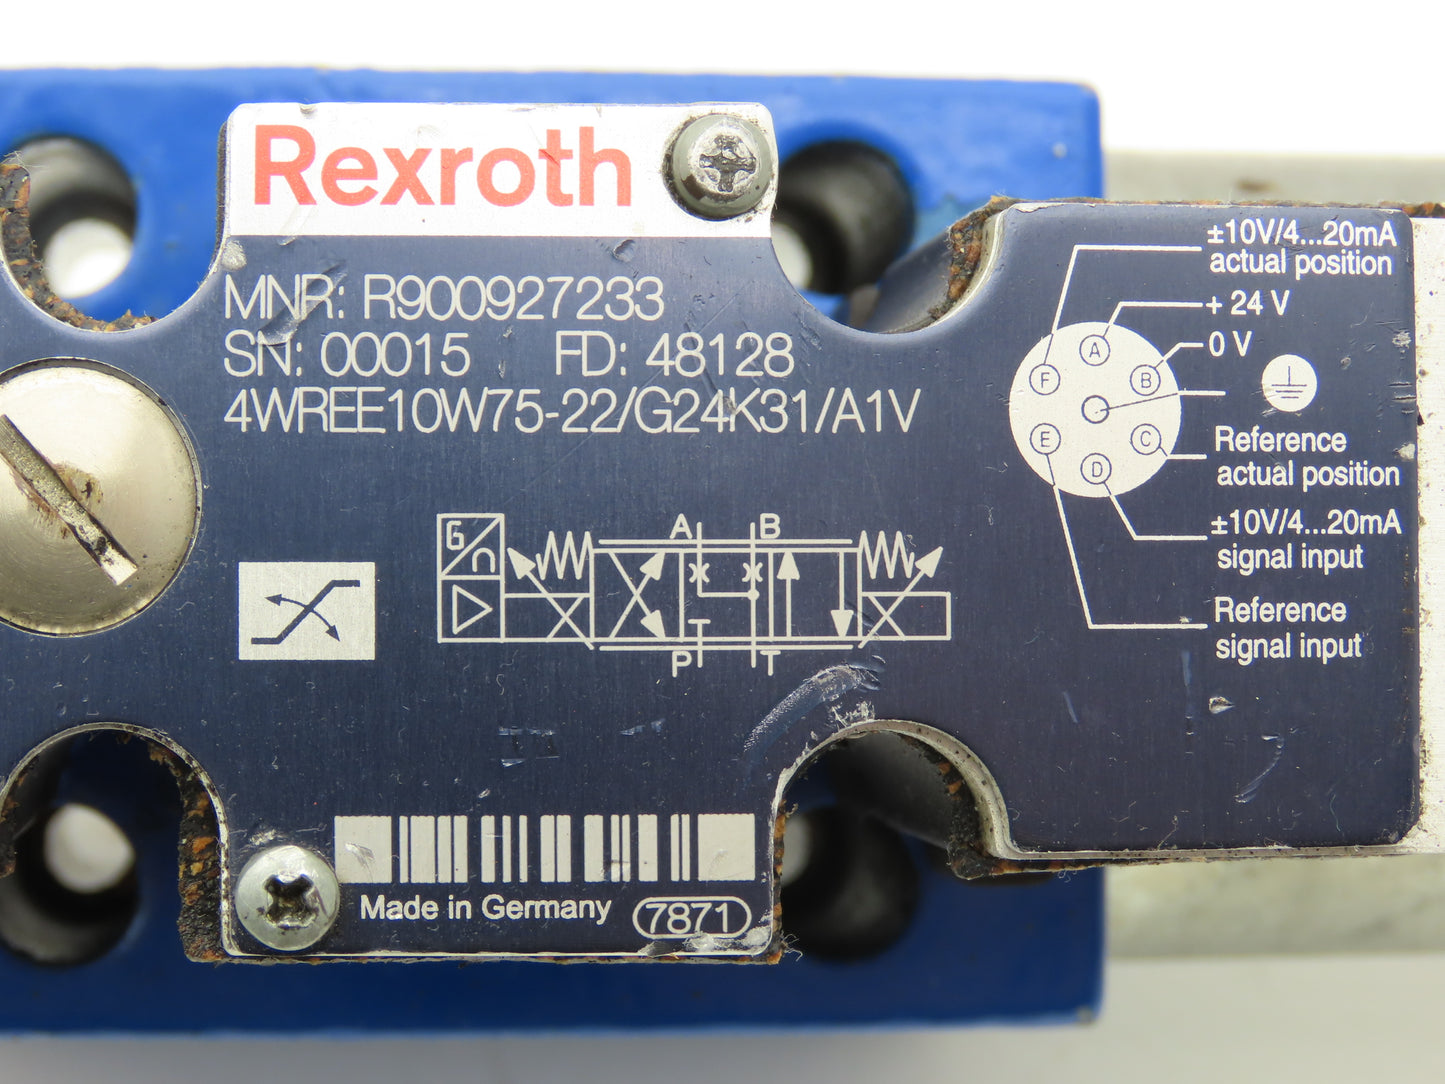 Rexroth
MNR: R900927233
SN: 00015 FD: 48128
4WREE10W75-22/G24K31/A1V
±10V/4...20mA
actual position
+ 24 V
0 V
A
F B
E C
D
Reference
actual position
±10V/4...20mA
signal input
Reference
signal input
G
n
A B
T
P T
Made in Germany 7871